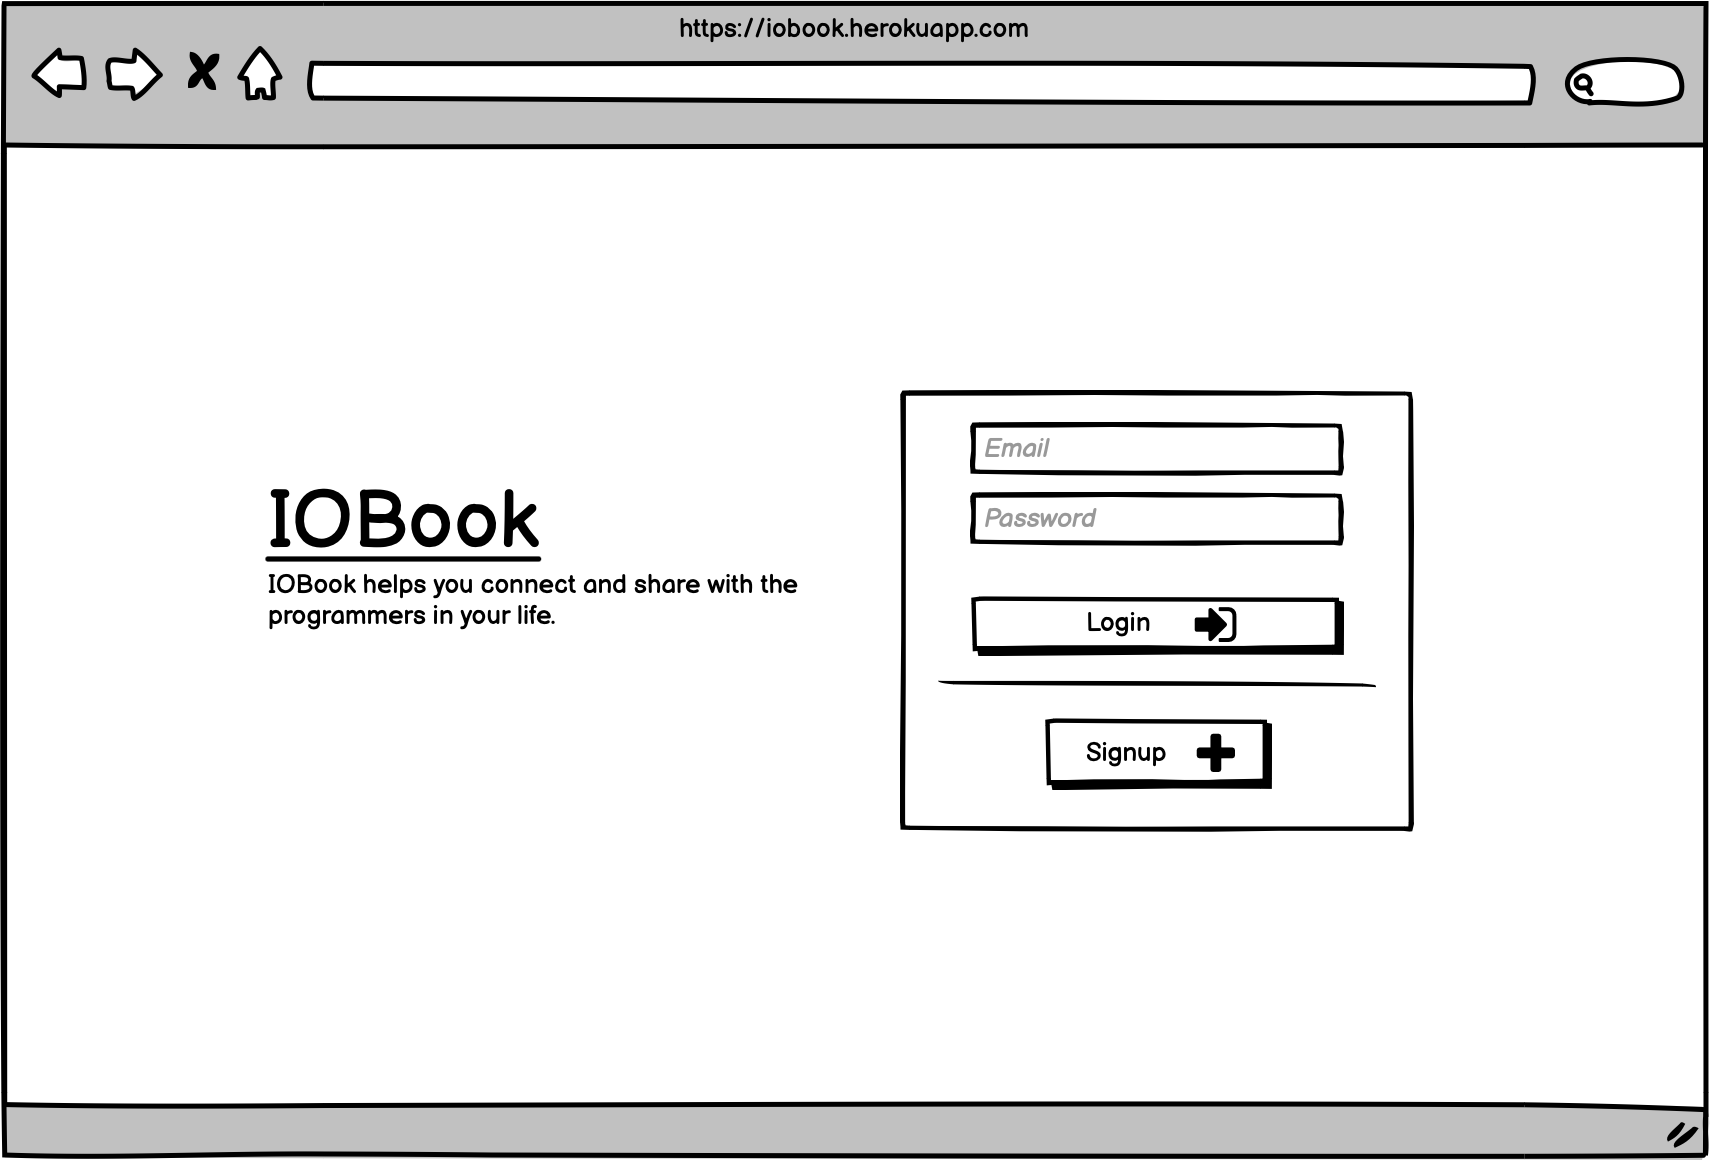 https://iobook.herokuapp.com
IOBook
IOBook helps you connect and share with the
programmers in your life.
Email
Password
Login
Signup